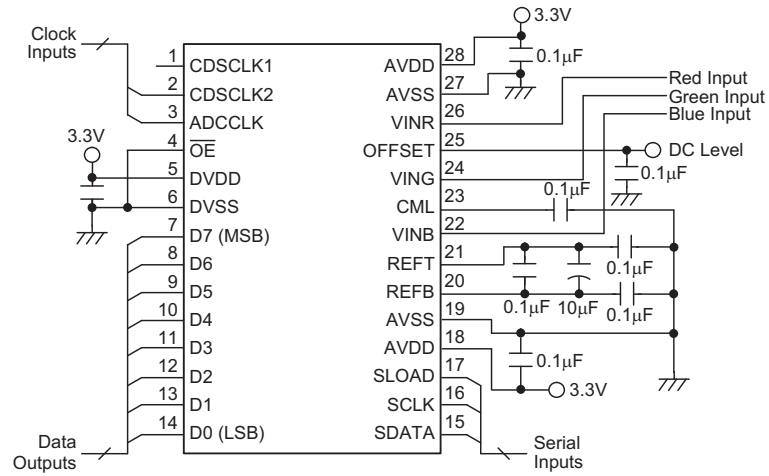 Clock
Inputs
1
CDSCLK1
2
CDSCLK2
3
ADCCLK
3.3V
4
OE
5
DVDD
6
DVSS
7
D7 (MSB)
8
D6
9
D5
10
D4
11
D3
12
D2
13
D1
14
D0 (LSB)
Data
Outputs
3.3V
28
AVDD
0.1µF
27
AVSS
Red Input
26
VINR
Green Input
Blue Input
25
OFFSET
DC Level
24
VING
0.1µF
23
CML
0.1µF
22
VINB
21
REFT
0.1µF
20
REFB
0.1µF
10µF
0.1µF
19
AVSS
18
AVDD
0.1µF
17
SLOAD
3.3V
16
SCLK
15
SDATA
Serial
Inputs